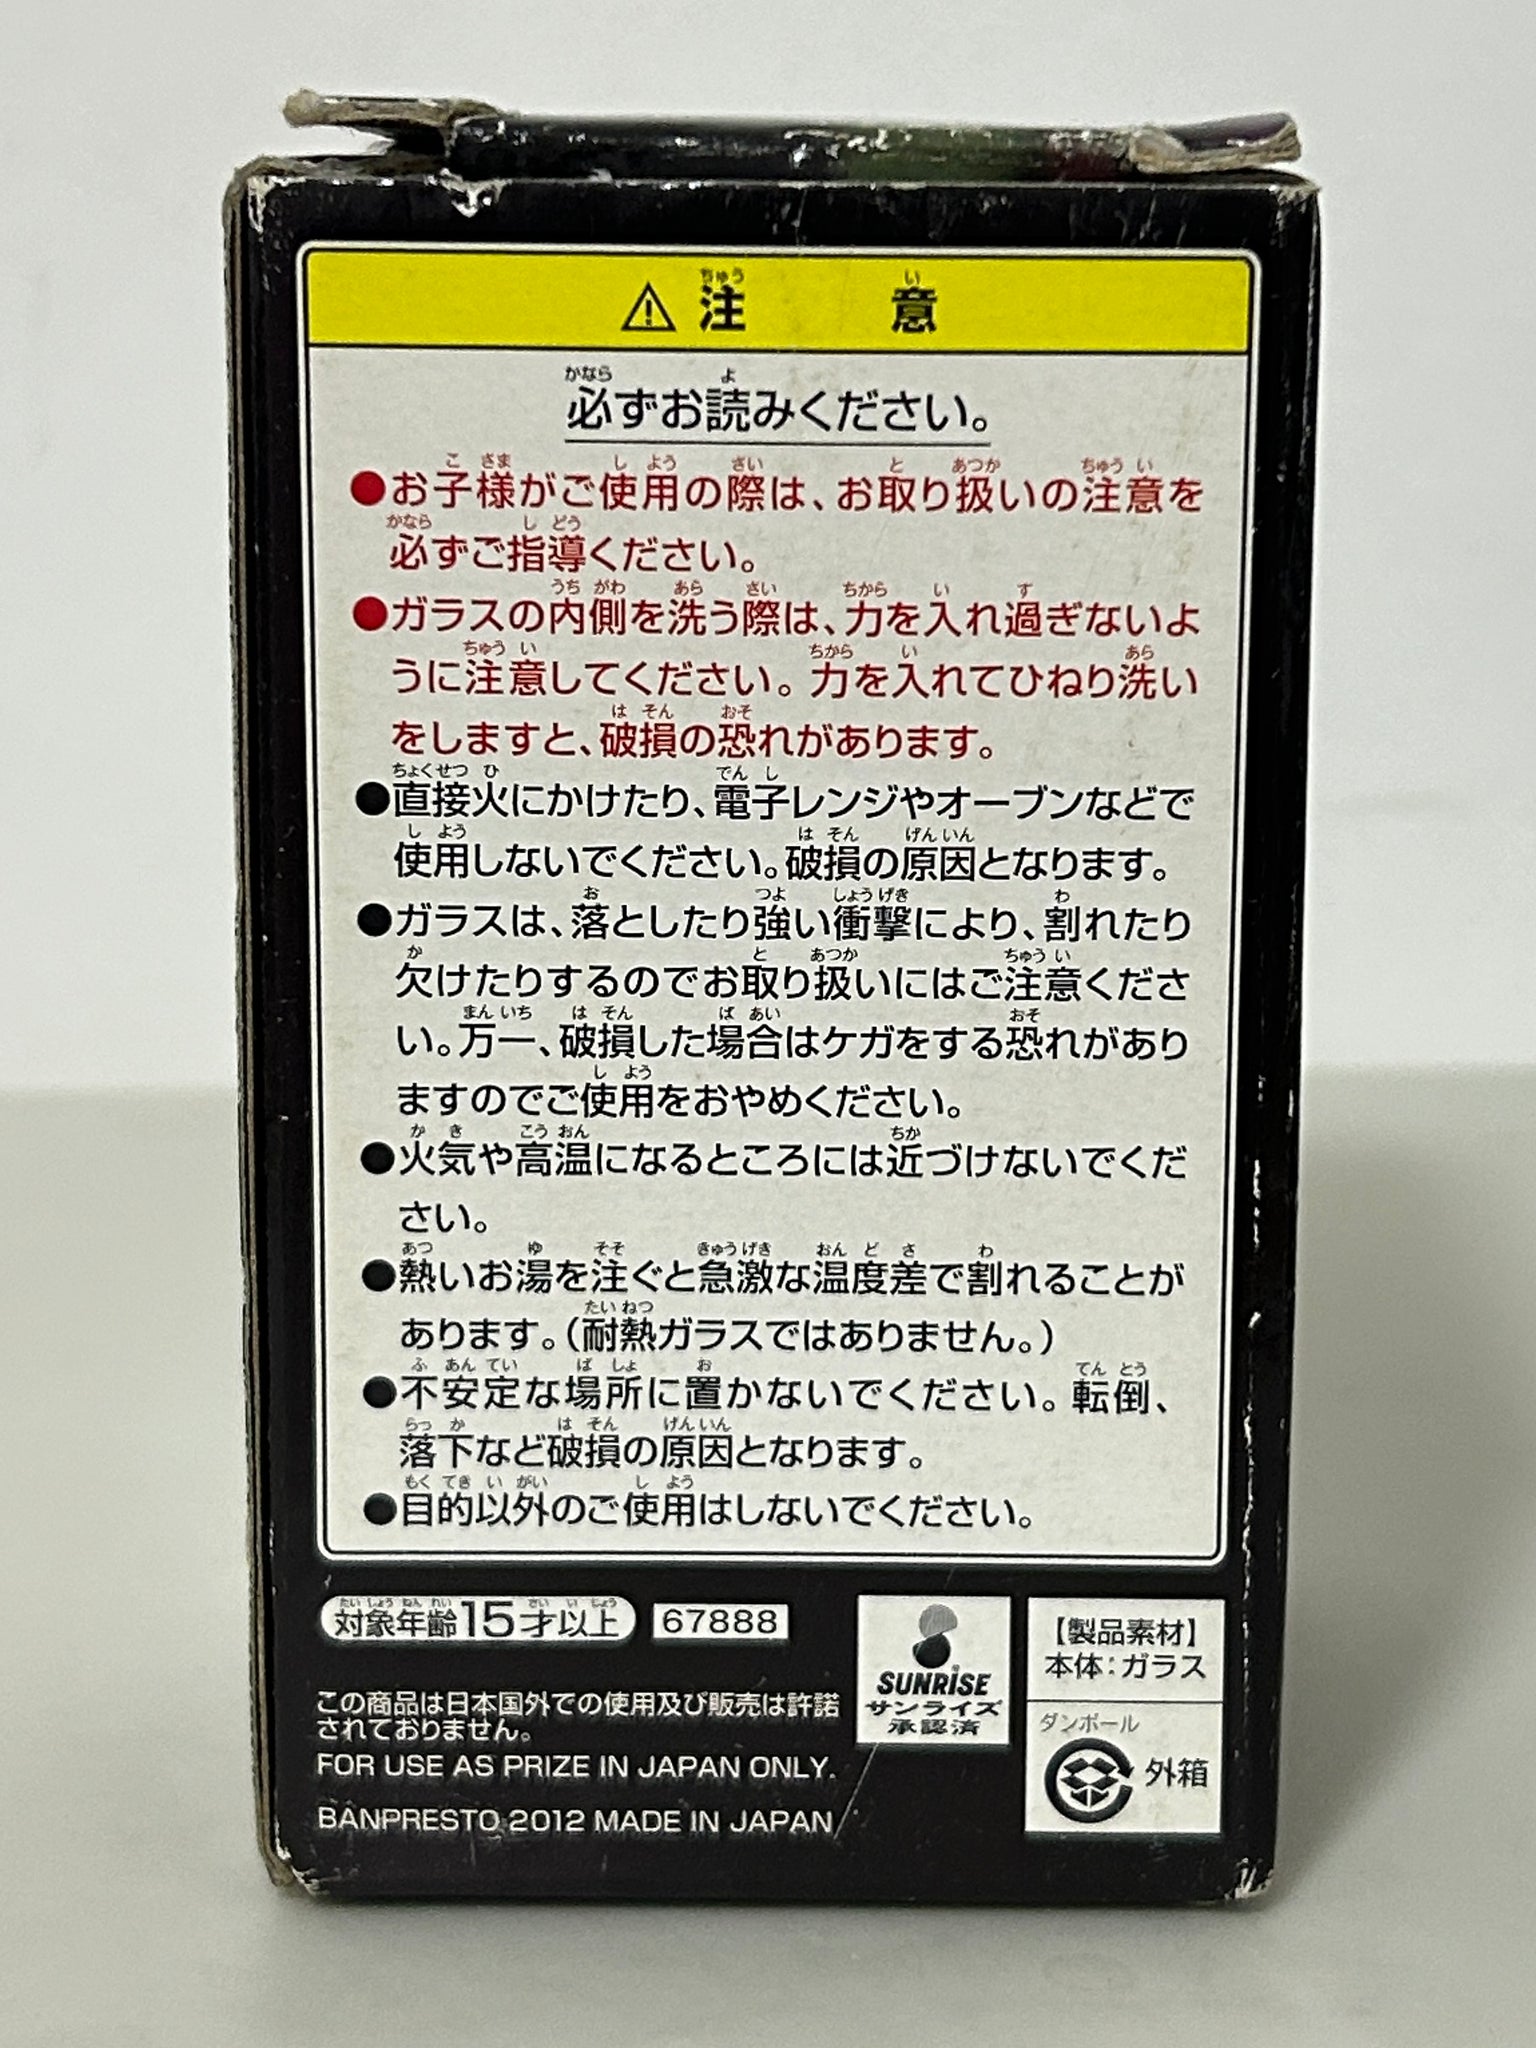 ⚠ 注意
必ずお読みください。
●お子様がご使用の際は、お取り扱いの注意を
必ずご指導ください。
●ガラスの内側を洗う際は、力を入れ過ぎないよ
うに注意してください。力を入れてひねり洗い
をしますと、破損の恐れがあります。
●直接火にかけたり、電子レンジやオーブンなどで
使用しないでください。破損の原因となります。
●ガラスは、落としたり強い衝撃により、割れたり
欠けたりするのでお取り扱いにはご注意くださ
い。万一、破損した場合はケガをする恐れがあり
ますのでご使用をおやめください。
●火気や高温になるところには近づけないでくだ
さい。
●熱いお湯を注ぐと急激な温度差で割れることが
あります。(耐熱ガラスではありません。)
●不安定な場所に置かないでください。転倒、
落下など破損の原因となります。
●目的以外のご使用はしないでください。
対象年齢15才以上
67888
この商品は日本国外での使用及び販売は許諾
されておりません。
FOR USE AS PRIZE IN JAPAN ONLY.
BANPRESTO 2012 MADE IN JAPAN
SUNRISE
サンライズ
承認済
【製品素材】
本体:ガラス
ダンボール
外箱